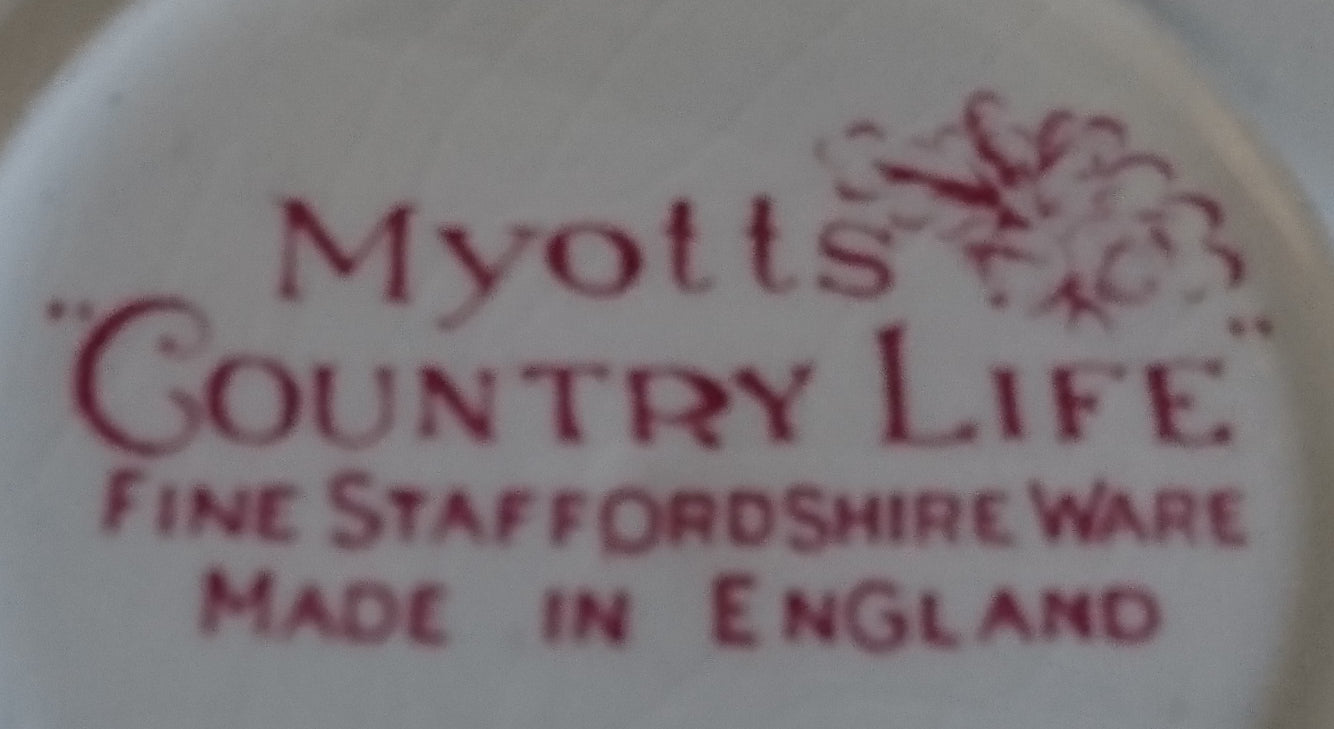 Myotts
"COUNTRY LIFE"
FINE STAFFORDSHIRE WARE
MADE IN ENGLAND